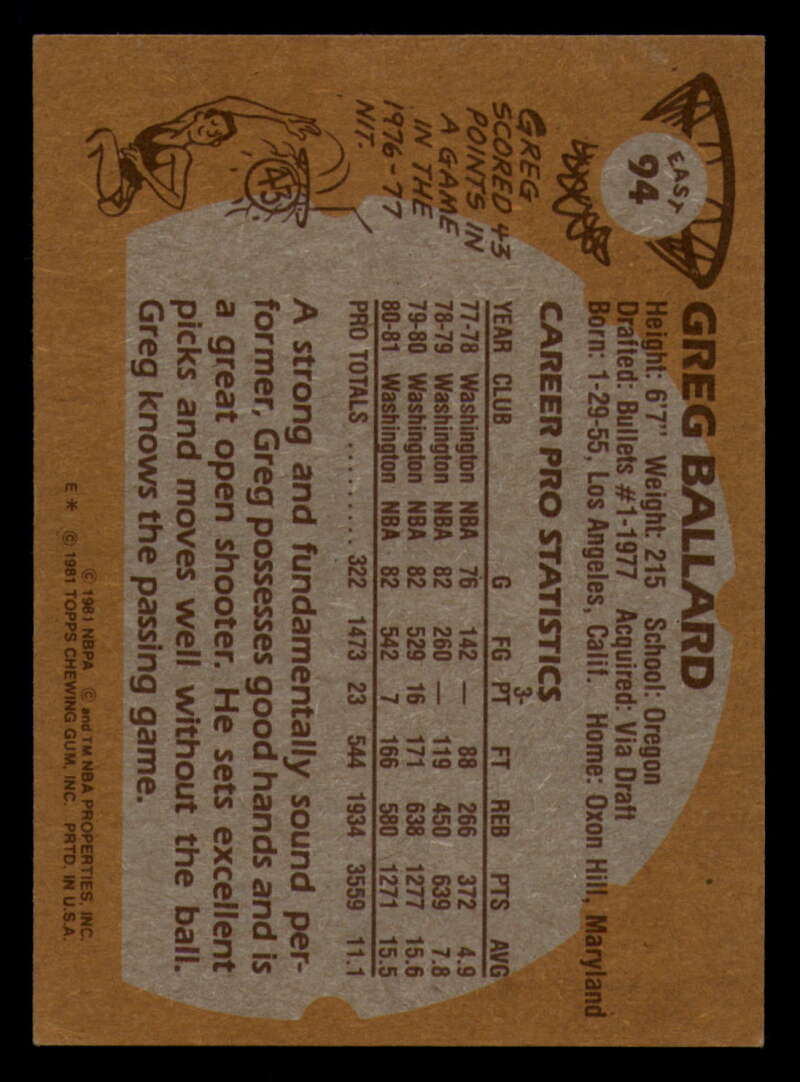 EAST
94
GREG
SCORED 43
POINTS IN
A GAME
IN THE
1976-77
NIT.
43
GREG BALLARD
Height: 6'7" Weight: 215 School: Oregon
Drafted: Bullets #1-1977 Acquired: Via Draft
Born: 1-29-55, Los Angeles, Calif. Home: Oxon Hill, Maryland
CAREER PRO STATISTICS
3-
YEAR CLUB G FG PT FT REB PTS AVG
77-78 Washington NBA 76 142 — 88 266 372 4.9
78-79 Washington NBA 82 260 — 119 450 639 7.8
79-80 Washington NBA 82 529 16 171 638 1277 15.6
80-81 Washington NBA 82 542 7 166 580 1271 15.5
PRO TOTALS ......... 322 1473 23 544 1934 3559 11.1
A strong and fundamentally sound per-
former, Greg possesses good hands and is
a great open shooter. He sets excellent
picks and moves well without the ball.
Greg knows the passing game.
© 1981 NBPA © and TM NBA PROPERTIES, INC.
E* © 1981 TOPPS CHEWING GUM, INC. PRTD. IN U.S.A.